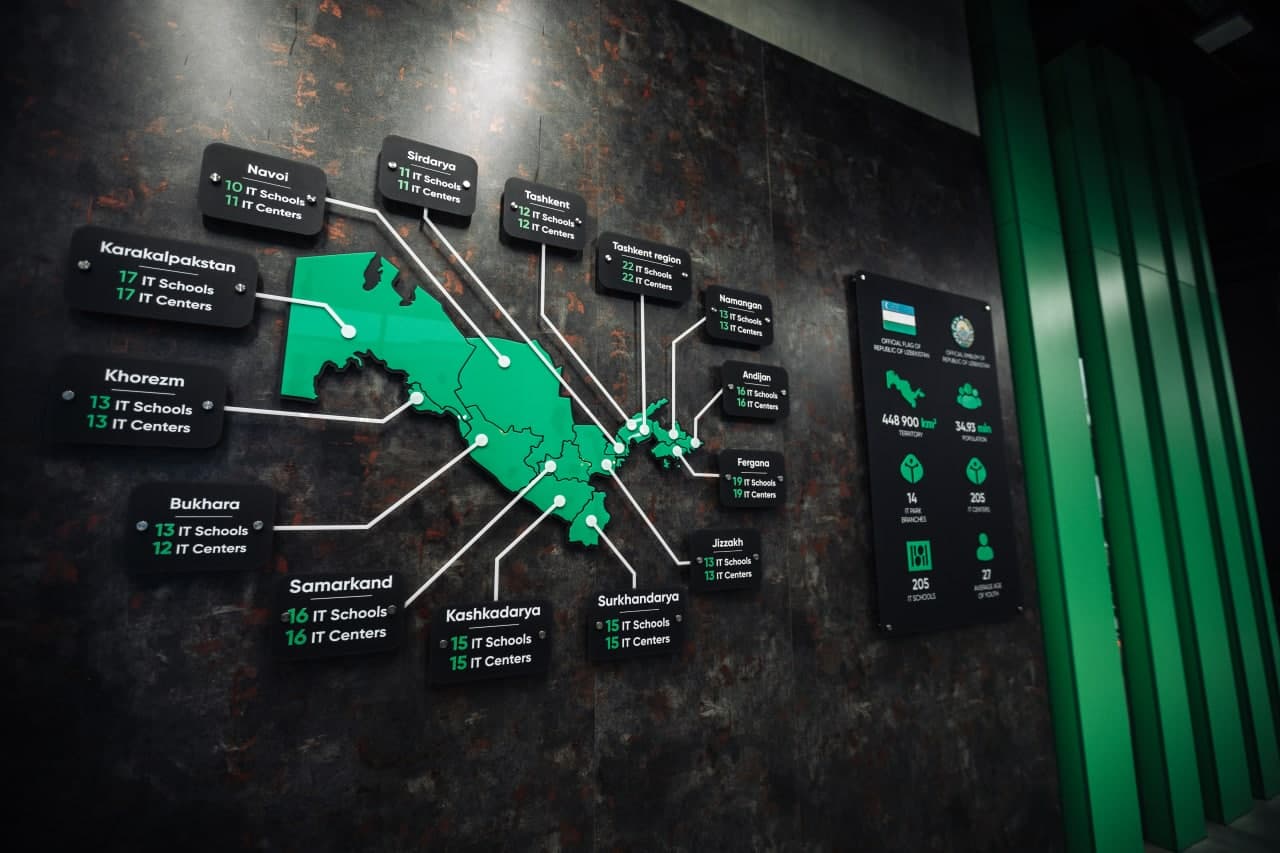 Navoi
10 IT Schools
11 IT Centers
Sirdarya
11 IT Schools
11 IT Centers
Tashkent
12 IT Schools
12 IT Centers
Tashkent region
22 IT Schools
22 IT Centers
Namangan
13 IT Schools
13 IT Centers
Andijan
16 IT Schools
16 IT Centers
Fergana
19 IT Schools
19 IT Centers
Jizzakh
13 IT Schools
13 IT Centers
Surkhandarya
15 IT Schools
15 IT Centers
Kashkadarya
15 IT Schools
15 IT Centers
Samarkand
16 IT Schools
16 IT Centers
Bukhara
13 IT Schools
12 IT Centers
Khorezm
13 IT Schools
13 IT Centers
Karakalpakstan
17 IT Schools
17 IT Centers
OFFICIAL FLAG OF
REPUBLIC OF UZBEKISTAN
OFFICIAL EMBLEM OF
REPUBLIC OF UZBEKISTAN
448 900 km²
TERRITORY
34.93 mln
POPULATION
14
IT PARK
BRANCHES
205
IT CENTERS
205
IT SCHOOLS
27
AVERAGE AGE
OF YOUTH